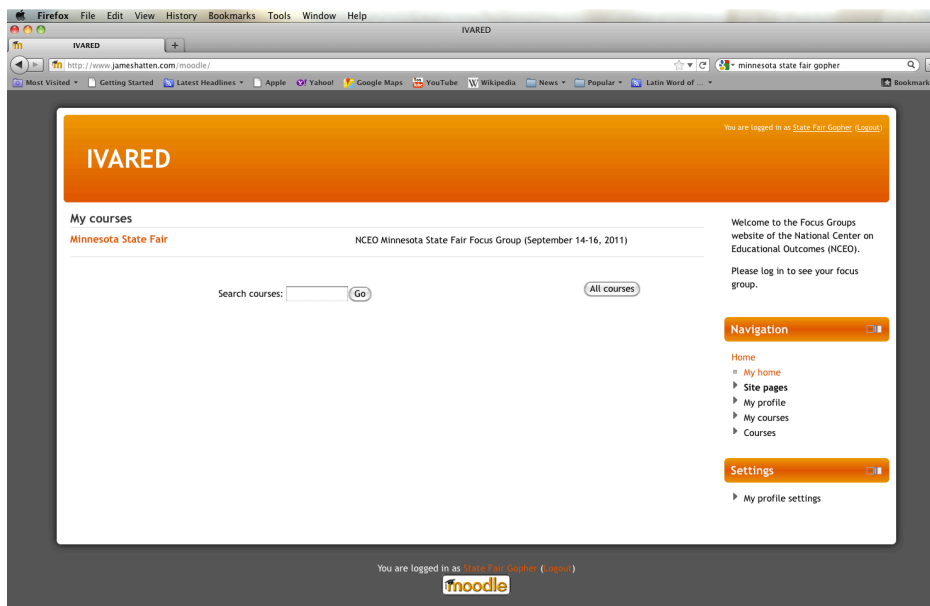 Firefox File Edit View History Bookmarks Tools Window Help
IVARED
IVARED +
http://www.jameshatten.com/moodle/ minnesota state fair gopher
Most Visited Getting Started Latest Headlines Apple Yahoo! Google Maps YouTube Wikipedia News Popular Latin Word of ... Bookmark
You are logged in as State Fair Gopher (Logout)
IVARED
My courses
Minnesota State Fair NCEO Minnesota State Fair Focus Group (September 14-16, 2011)
Search courses: Go All courses
Welcome to the Focus Groups
website of the National Center on
Educational Outcomes (NCEO).
Please log in to see your focus
group.
Navigation
Home
My home
Site pages
My profile
My courses
Courses
Settings
My profile settings
You are logged in as State Fair Gopher (Logout)
moodle